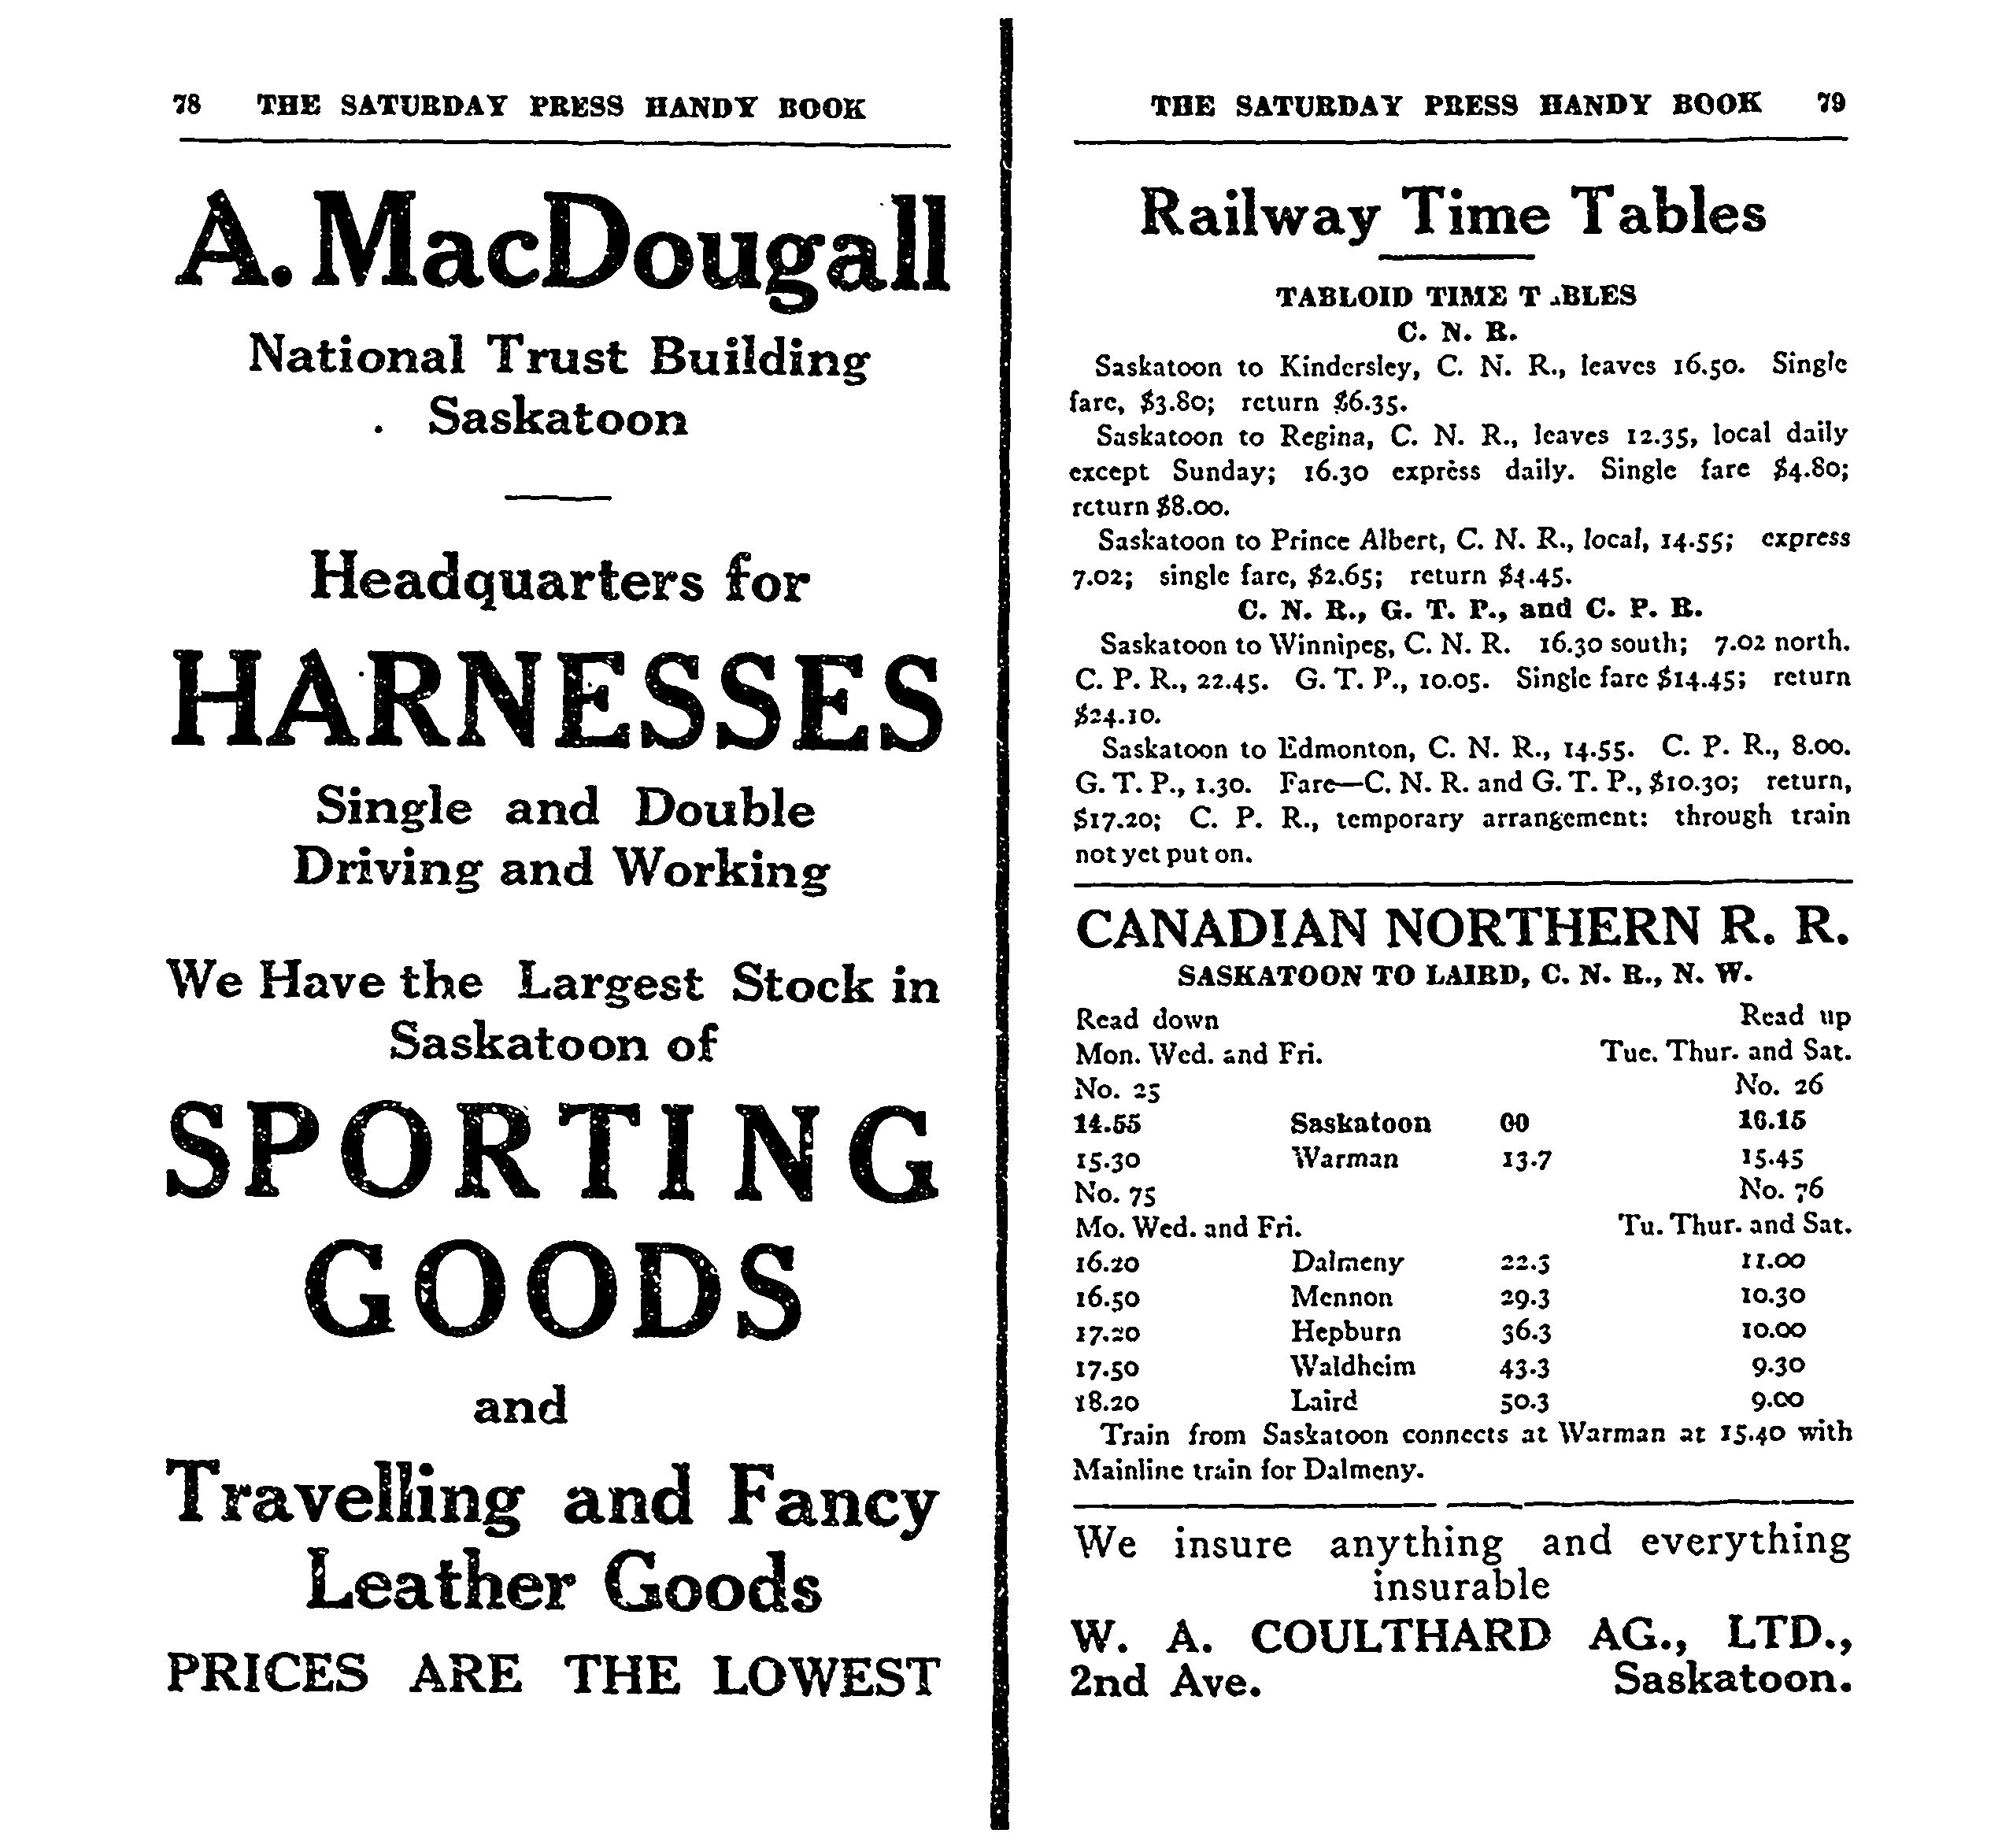 78 THE SATURDAY PRESS HANDY BOOK
A. MacDougall
National Trust Building
Saskatoon
Headquarters for
HARNESSES
Single and Double
Driving and Working
We Have the Largest Stock in
Saskatoon of
SPORTING
GOODS
and
Travelling and Fancy
Leather Goods
PRICES ARE THE LOWEST
THE SATURDAY PRESS HANDY BOOK 79
Railway Time Tables
TABLOID TIME T BLES
C. N. R.
Saskatoon to Kindersley, C. N. R., leaves 16.50. Single
fare, $3.80; return $6.35.
Saskatoon to Regina, C. N. R., leaves 12.35, local daily
except Sunday; 16.30 express daily. Single fare $4.80;
return $8.00.
Saskatoon to Prince Albert, C. N. R., local, 14.55; express
7.02; single fare, $2.65; return $4.45.
C. N. R., G. T. P., and C. P. R.
Saskatoon to Winnipeg, C. N. R. 16.30 south; 7.02 north.
C. P. R., 22.45. G. T. P., 10.05. Single fare $14.45; return
$24.10.
Saskatoon to Edmonton, C. N. R., 14.55. C. P. R., 8.00.
G. T. P., 1.30. Fare—C. N. R. and G. T. P., $10.30; return,
$17.20; C. P. R., temporary arrangement: through train
not yet put on.
CANADIAN NORTHERN R. R.
SASKATOON TO LAIRD, C. N. R., N. W.
Read down Read up
Mon. Wed. and Fri. Tue. Thur. and Sat.
No. 25 No. 26
14.55 Saskatoon 00 16.15
15.30 Warman 13.7 15.45
No. 75 No. 76
Mo. Wed. and Fri. Tu. Thur. and Sat.
16.20 Dalmeny 22.3 11.00
16.50 Mennon 29.3 10.30
17.20 Hepburn 36.3 10.00
17.50 Waldheim 43.3 9.30
18.20 Laird 50.3 9.00
Train from Saskatoon connects at Warman at 15.40 with
Mainline train for Dalmeny.
We insure anything and everything
insurable
W. A. COULTHARD AG., LTD.,
2nd Ave. Saskatoon.